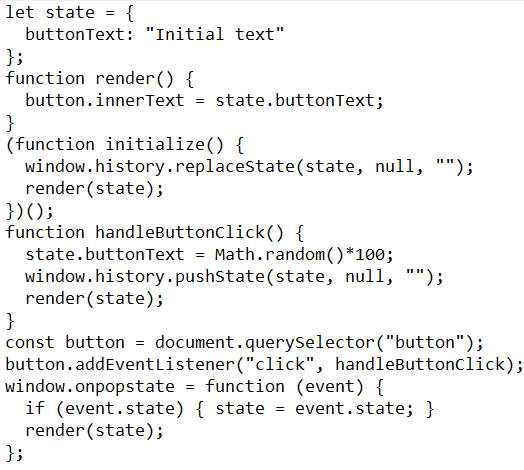 let state = {
  buttonText: "Initial text"
};
function render() {
  button.innerText = state.buttonText;
}
(function initialize() {
  window.history.replaceState(state, null, "");
  render(state);
})();
function handleButtonClick() {
  state.buttonText = Math.random()*100;
  window.history.pushState(state, null, "");
  render(state);
}
const button = document.querySelector("button");
button.addEventListener("click", handleButtonClick);
window.onpopstate = function (event) {
  if (event.state) { state = event.state; }
  render(state);
};